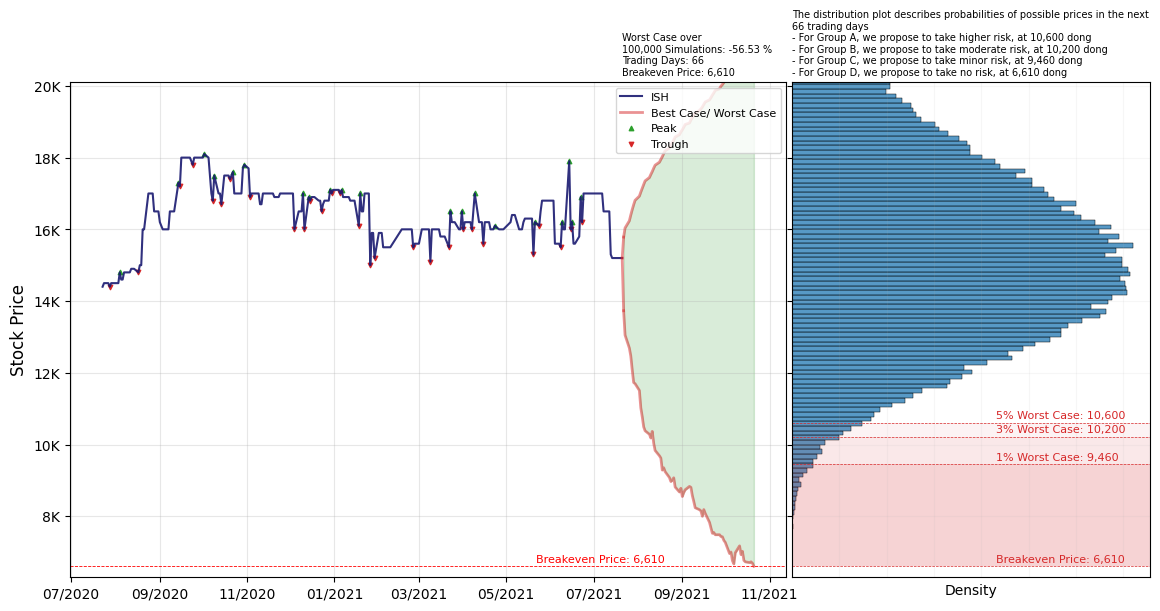 The distribution plot describes probabilities of possible prices in the next
66 trading days
- For Group A, we propose to take higher risk, at 10,600 dong
- For Group B, we propose to take moderate risk, at 10,200 dong
- For Group C, we propose to take minor risk, at 9,460 dong
- For Group D, we propose to take no risk, at 6,610 dong
Worst Case over
100,000 Simulations: -56.53 %
Trading Days: 66
Breakeven Price: 6,610
ISH
Best Case/ Worst Case
Peak
Trough
Stock Price
20K
18K
16K
14K
12K
10K
8K
Breakeven Price: 6,610
07/2020
09/2020
11/2020
01/2021
03/2021
05/2021
07/2021
09/2021
11/2021
5% Worst Case: 10,600
3% Worst Case: 10,200
1% Worst Case: 9,460
Breakeven Price: 6,610
Density